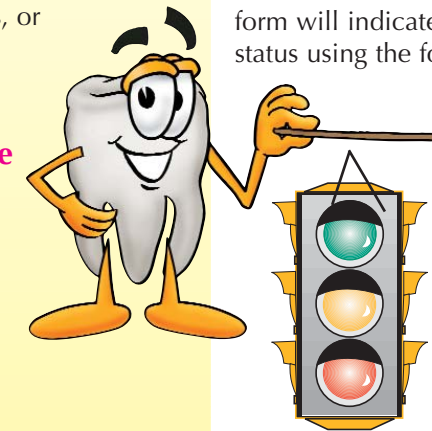 , or
e
form will indicate
status using the fo